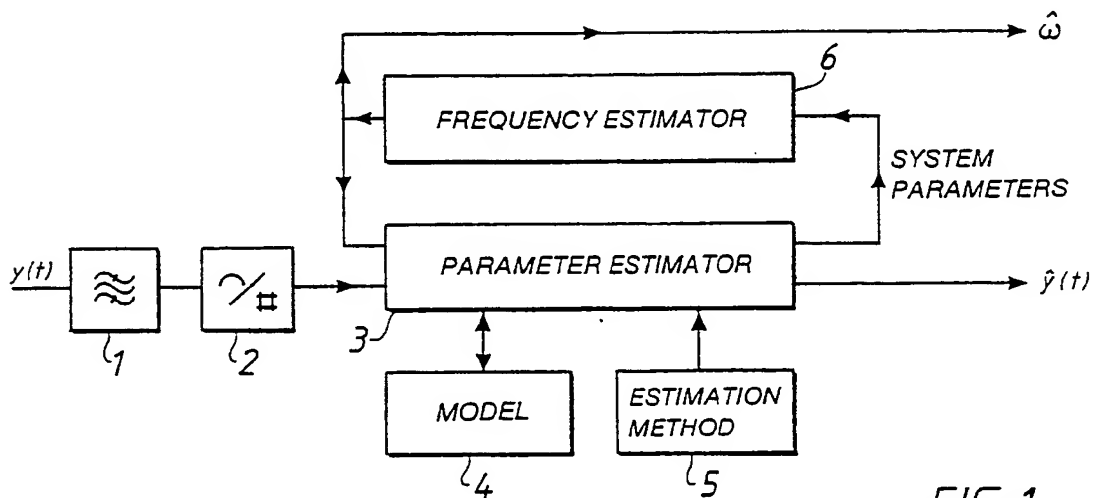 ω̂
6
FREQUENCY ESTIMATOR
SYSTEM
PARAMETERS
y(t)
PARAMETER ESTIMATOR
ŷ(t)
1
2
3
MODEL
ESTIMATION
METHOD
4
5
FIG. 1